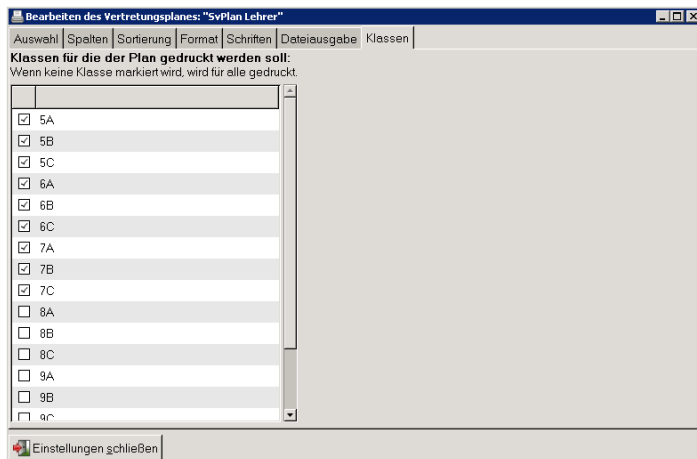 Bearbeiten des Vertretungsplanes: "SvPlan Lehrer"
Auswahl Spalten Sortierung Format Schriften Dateiausgabe Klassen
Klassen für die der Plan gedruckt werden soll:
Wenn keine Klasse markiert wird, wird für alle gedruckt.
5A
5B
5C
6A
6B
6C
7A
7B
7C
8A
8B
8C
9A
9B
9C
Einstellungen schließen